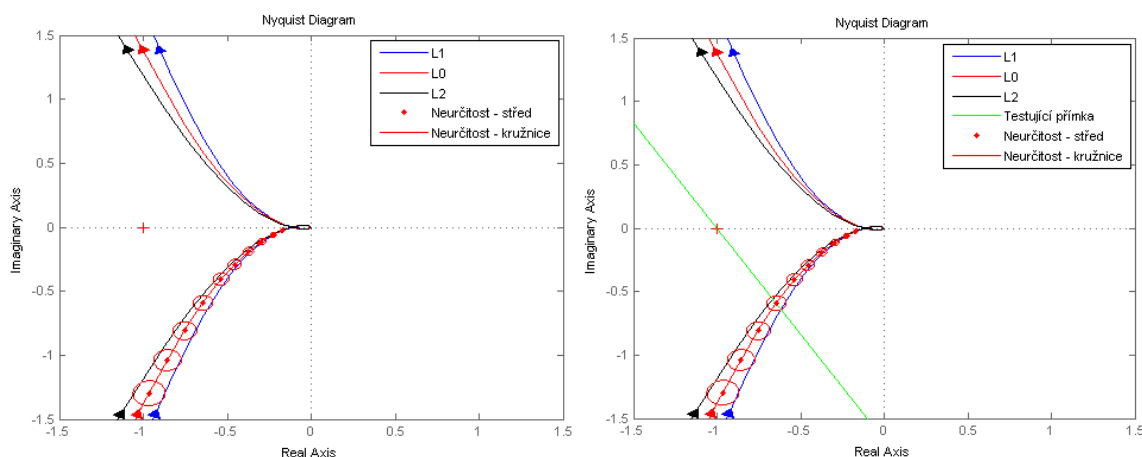 Nyquist Diagram
1.5
1
0.5
0
-0.5
-1
-1.5
Imaginary Axis
-1.5
-1
-0.5
0
0.5
1
1.5
Real Axis
L1
L0
L2
Neurčitost - střed
Neurčitost - kružnice
Nyquist Diagram
1.5
1
0.5
0
-0.5
-1
-1.5
Imaginary Axis
-1.5
-1
-0.5
0
0.5
1
1.5
Real Axis
L1
L0
L2
Testující přímka
Neurčitost - střed
Neurčitost - kružnice